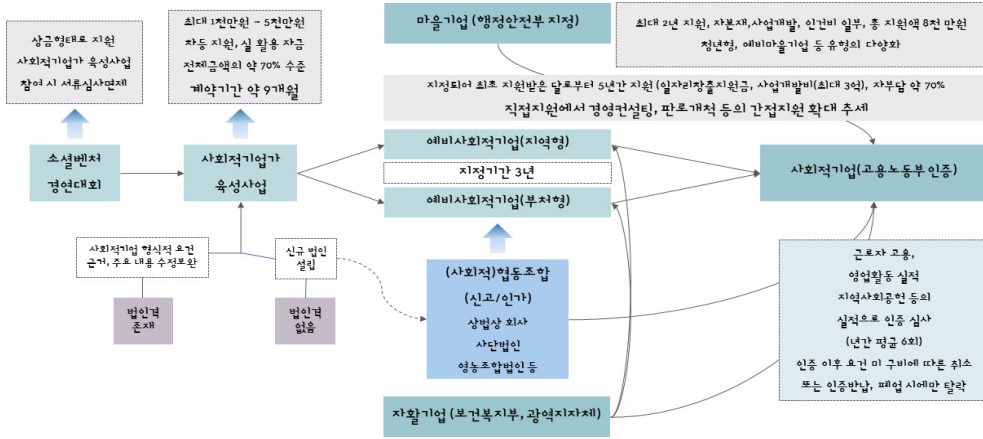 상금형태로 지원
사회적기업가 육성사업
참여 시 서류심사면제
최대 1천만원 ~ 5천만원
차등 지원, 실 활용 자금
전체금액의 약 70% 수준
계약기간 약 9개월
마을기업 (행정안전부 지정)
최대 2년 지원, 자본재,사업개발, 인건비 일부, 총 지원액 8천 만원
청년형, 예비마을기업 등 유형의 다양화
지정되어 최초 지원받은 달로부터 5년간 지원 (일자리창출지원금, 사업개발비(최대 3억), 자부담 약 70%
직접지원에서 경영컨설팅, 판로개척 등의 간접지원 확대 추세
소셜벤처
경연대회
사회적기업가
육성사업
예비사회적기업(지역형)
지정기간 3년
예비사회적기업(부처형)
사회적기업(고용노동부 인증)
사회적기업 형식적 요건
근거, 주요 내용 수정보완
신규 법인
설립
법인격
존재
법인격
없음
(사회적)협동조합
(신고/인가)
상법상 회사
사단법인
영농조합법인 등
근로자 고용,
영업활동 실적
지역사회공헌 등의
실적으로 인증 심사
(년간 평균 6회)
인증 이후 요건 미 구비에 따른 취소
또는 인증반납, 폐업 시에만 탈락
자활기업 (보건복지부, 광역지자체)